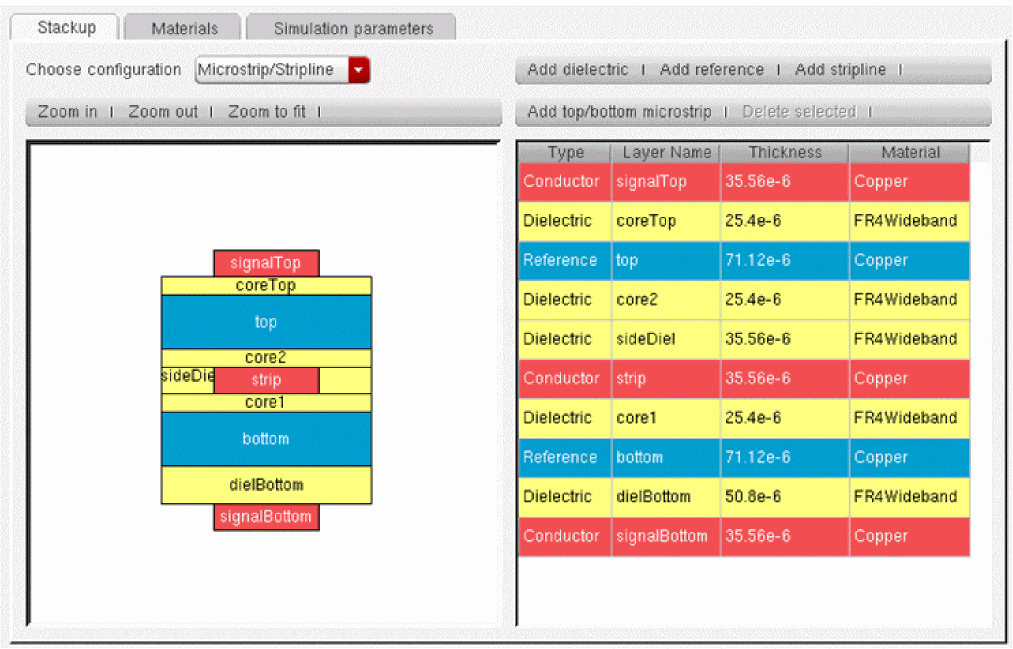 Stackup Materials Simulation parameters
Choose configuration Microstrip/Stripline
Add dielectric | Add reference | Add stripline |
Zoom in | Zoom out | Zoom to fit |
Add top/bottom microstrip | Delete selected |
signalTop
coreTop
top
core2
sideDie
strip
core1
bottom
dielBottom
signalBottom
Type Layer Name Thickness Material
Conductor signalTop 35.56e-6 Copper
Dielectric coreTop 25.4e-6 FR4Wideband
Reference top 71.12e-6 Copper
Dielectric core2 25.4e-6 FR4Wideband
Dielectric sideDiel 35.56e-6 FR4Wideband
Conductor strip 35.56e-6 Copper
Dielectric core1 25.4e-6 FR4Wideband
Reference bottom 71.12e-6 Copper
Dielectric dielBottom 50.8e-6 FR4Wideband
Conductor signalBottom 35.56e-6 Copper